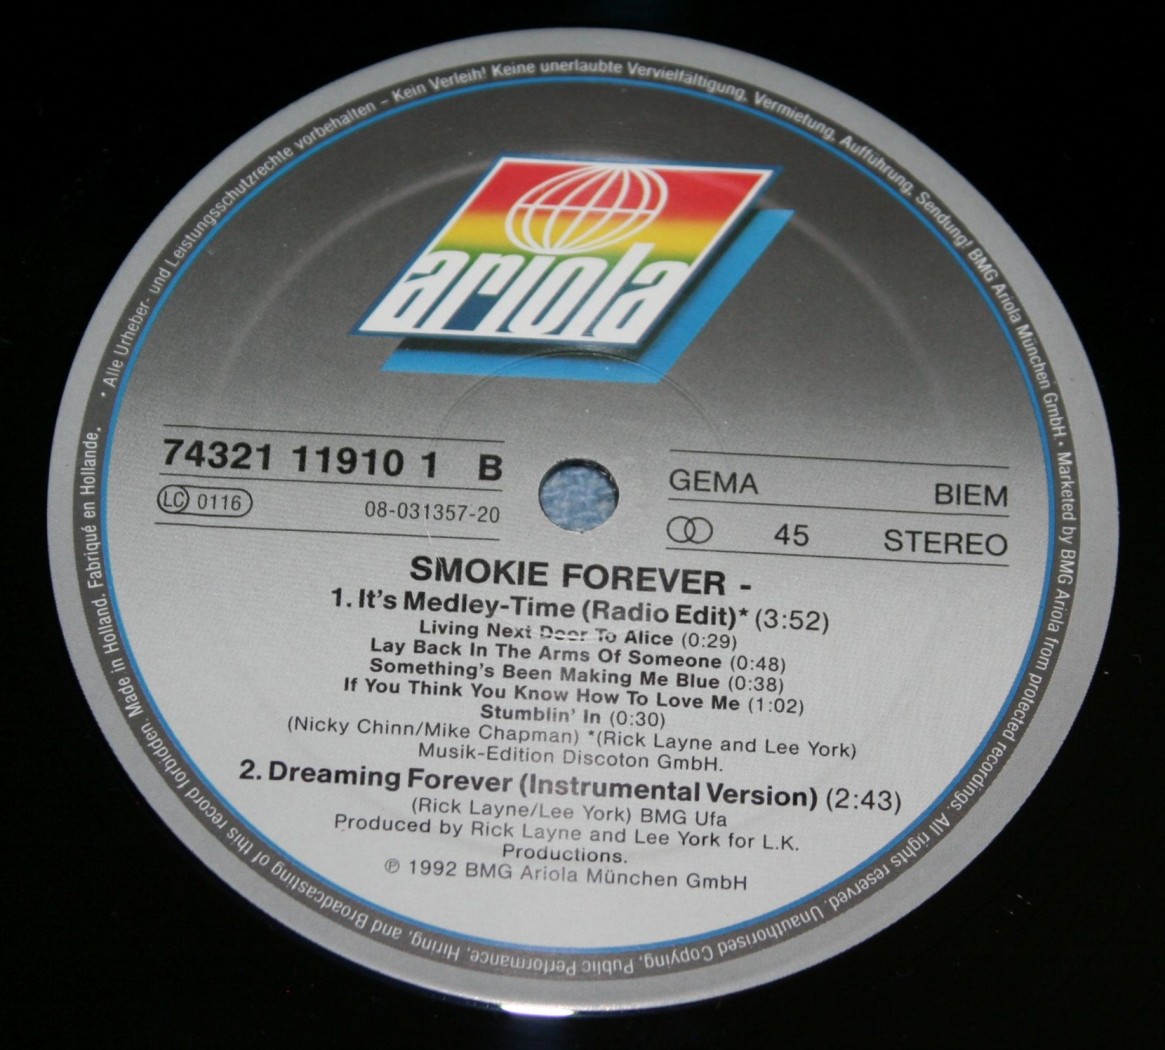 • Alle Urheber- und Leistungsschutzrechte vorbehalten – Kein Verleih! Keine unerlaubte Vervielfältigung, Vermietung, Aufführung, Sendung! BMG Ariola München GmbH. • Marketed by BMG Ariola from protected recordings. All rights reserved. Unauthorised Copying, Public Performance, Hiring, and Broadcasting of this record forbidden. Made in Holland. Fabriqué en Hollande.
ariola
74321 11910 1 B
LC 0116 08-031357-20
GEMA BIEM
45 STEREO
SMOKIE FOREVER -
1. It's Medley-Time (Radio Edit)* (3:52)
Living Next Door To Alice (0:29)
Lay Back In The Arms Of Someone (0:48)
Something's Been Making Me Blue (0:38)
If You Think You Know How To Love Me (1:02)
Stumblin' In (0:30)
(Nicky Chinn/Mike Chapman) *(Rick Layne and Lee York)
Musik-Edition Discoton GmbH.
2. Dreaming Forever (Instrumental Version) (2:43)
(Rick Layne/Lee York) BMG Ufa
Produced by Rick Layne and Lee York for L.K.
Productions.
℗ 1992 BMG Ariola München GmbH